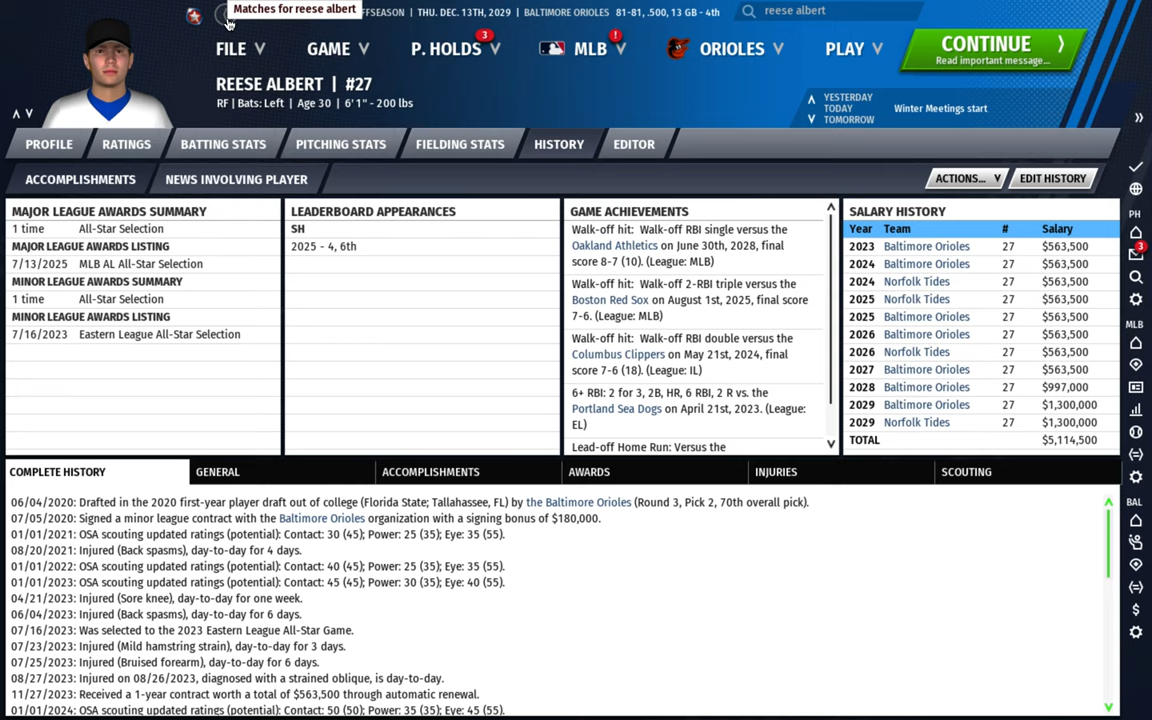 Matches for reese albert
FFSEASON | THU. DEC. 13TH, 2029 | BALTIMORE ORIOLES 81-81, .500, 13 GB - 4th
reese albert
FILE GAME P. HOLDS 3 MLB ! ORIOLES PLAY
CONTINUE
Read important message...
REESE ALBERT | #27
RF | Bats: Left | Age 30 | 6'1" - 200 lbs
YESTERDAY
TODAY
TOMORROW
Winter Meetings start
PROFILE RATINGS BATTING STATS PITCHING STATS FIELDING STATS HISTORY EDITOR
ACCOMPLISHMENTS NEWS INVOLVING PLAYER
ACTIONS... EDIT HISTORY
MAJOR LEAGUE AWARDS SUMMARY
1 time All-Star Selection
MAJOR LEAGUE AWARDS LISTING
7/13/2025 MLB AL All-Star Selection
MINOR LEAGUE AWARDS SUMMARY
1 time All-Star Selection
MINOR LEAGUE AWARDS LISTING
7/16/2023 Eastern League All-Star Selection
LEADERBOARD APPEARANCES
SH
2025 - 4, 6th
GAME ACHIEVEMENTS
Walk-off hit: Walk-off RBI single versus the
Oakland Athletics on June 30th, 2028, final
score 8-7 (10). (League: MLB)
Walk-off hit: Walk-off 2-RBI triple versus the
Boston Red Sox on August 1st, 2025, final score
7-6. (League: MLB)
Walk-off hit: Walk-off RBI double versus the
Columbus Clippers on May 21st, 2024, final
score 7-6 (18). (League: IL)
6+ RBI: 2 for 3, 2B, HR, 6 RBI, 2 R vs. the
Portland Sea Dogs on April 21st, 2023. (League:
EL)
Lead-off Home Run: Versus the
SALARY HISTORY
Year Team # Salary
2023 Baltimore Orioles 27 $563,500
2024 Baltimore Orioles 27 $563,500
2024 Norfolk Tides 27 $563,500
2025 Norfolk Tides 27 $563,500
2025 Baltimore Orioles 27 $563,500
2026 Baltimore Orioles 27 $563,500
2026 Norfolk Tides 27 $563,500
2027 Baltimore Orioles 27 $563,500
2028 Baltimore Orioles 27 $997,000
2029 Baltimore Orioles 27 $1,300,000
2029 Norfolk Tides 27 $1,300,000
TOTAL $5,114,500
COMPLETE HISTORY GENERAL ACCOMPLISHMENTS AWARDS INJURIES SCOUTING
06/04/2020: Drafted in the 2020 first-year player draft out of college (Florida State; Tallahassee, FL) by the Baltimore Orioles (Round 3, Pick 2, 70th overall pick).
07/05/2020: Signed a minor league contract with the Baltimore Orioles organization with a signing bonus of $180,000.
01/01/2021: OSA scouting updated ratings (potential): Contact: 30 (45); Power: 25 (35); Eye: 35 (55).
08/20/2021: Injured (Back spasms), day-to-day for 4 days.
01/01/2022: OSA scouting updated ratings (potential): Contact: 40 (45); Power: 25 (35); Eye: 35 (55).
01/01/2023: OSA scouting updated ratings (potential): Contact: 45 (45); Power: 30 (35); Eye: 40 (55).
04/21/2023: Injured (Sore knee), day-to-day for one week.
06/04/2023: Injured (Back spasms), day-to-day for 6 days.
07/16/2023: Was selected to the 2023 Eastern League All-Star Game.
07/23/2023: Injured (Mild hamstring strain), day-to-day for 3 days.
07/25/2023: Injured (Bruised forearm), day-to-day for 6 days.
08/27/2023: Injured on 08/26/2023, diagnosed with a strained oblique, is day-to-day.
11/27/2023: Received a 1-year contract worth a total of $563,500 through automatic renewal.
01/01/2024: OSA scouting updated ratings (potential): Contact: 50 (50); Power: 35 (35); Eye: 45 (55).
PH
3
MLB
BAL